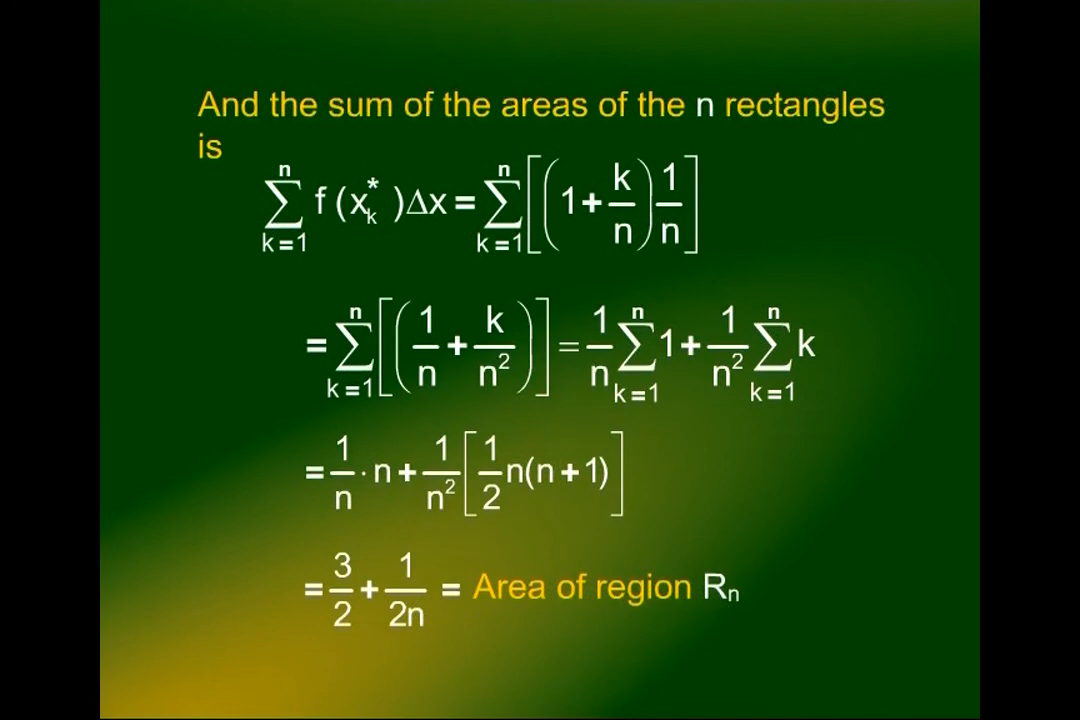 And the sum of the areas of the n rectangles
is
∑_{k=1}^{n} f(x_k^*)Δx = ∑_{k=1}^{n} [(1 + k/n) 1/n]
= ∑_{k=1}^{n} [(1/n + k/n²)] = 1/n ∑_{k=1}^{n} 1 + 1/n² ∑_{k=1}^{n} k
= 1/n · n + 1/n² [1/2 n(n + 1)]
= 3/2 + 1/2n = Area of region Rₙ